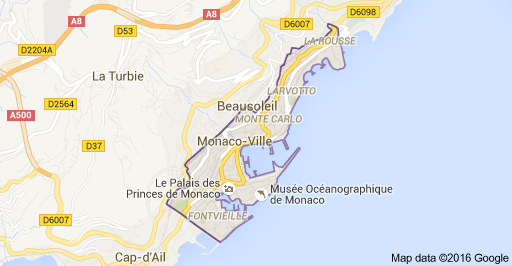 D6098
D6007
A8
A8
D53
LA ROUSSE
D2204A
La Turbie
LARVOTTO
D2564
Beausoleil
A500
MONTE CARLO
D37
Monaco-Ville
Le Palais des
Princes de Monaco
Musée Océanographique
de Monaco
FONTVIEILLE
D6007
Cap-d'Ail
Map data ©2016 Google